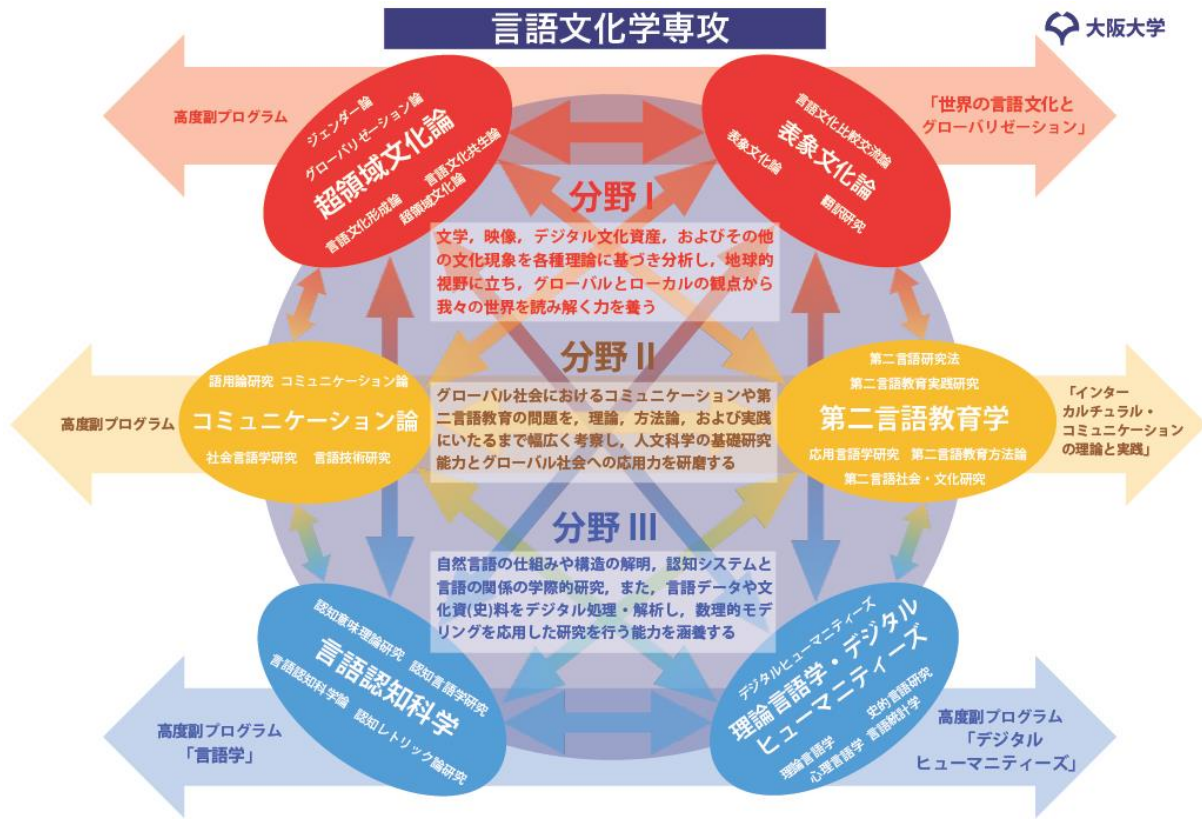 言語文化学専攻
大阪大学
高度副プログラム
「世界の言語文化と
グローバリゼーション」
ジェンダー論
グローバリゼーション論
超領域文化論
言語文化共生論
言語文化形成論
超領域文化論
言語文化比較交流論
表象文化論
表象文化論
翻訳研究
分野 I
文学，映像，デジタル文化資産，およびその他
の文化現象を各種理論に基づき分析し，地球的
視野に立ち，グローバルとローカルの観点から
我々の世界を読み解く力を養う
高度副プログラム
「インター
カルチュラル・
コミュニケーション
の理論と実践」
語用論研究 コミュニケーション論
コミュニケーション論
社会言語学研究 言語技術研究
分野 II
グローバル社会におけるコミュニケーションや第
二言語教育の問題を，理論，方法論，および実践
にいたるまで幅広く考察し，人文科学の基礎研究
能力とグローバル社会への応用力を研磨する
第二言語研究法
第二言語教育実践研究
第二言語教育学
応用言語学研究 第二言語教育方法論
第二言語社会・文化研究
分野 III
自然言語の仕組みや構造の解明，認知システムと
言語の関係の学際的研究，また，言語データや文
化資(史)料をデジタル処理・解析し，数理的モデ
リングを応用した研究を行う能力を涵養する
高度副プログラム
「言語学」
認知意味理論研究 認知言語学研究
言語認知科学
言語認知科学論 認知レトリック論研究
デジタルヒューマニティーズ
理論言語学・デジタル
ヒューマニティーズ
史的言語研究
理論言語学
心理言語学・言語統計学
高度副プログラム
「デジタル
ヒューマニティーズ」